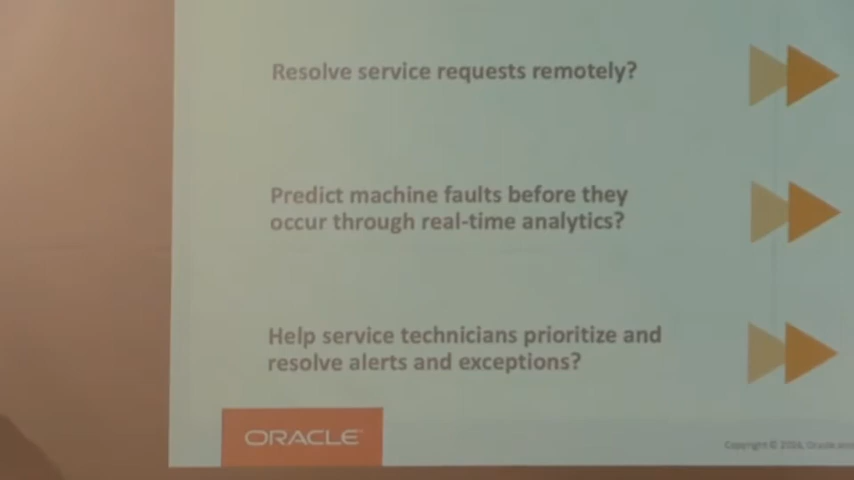 Resolve service requests remotely?
Predict machine faults before they
occur through real-time analytics?
Help service technicians prioritize and
resolve alerts and exceptions?
ORACLE
Copyright ©